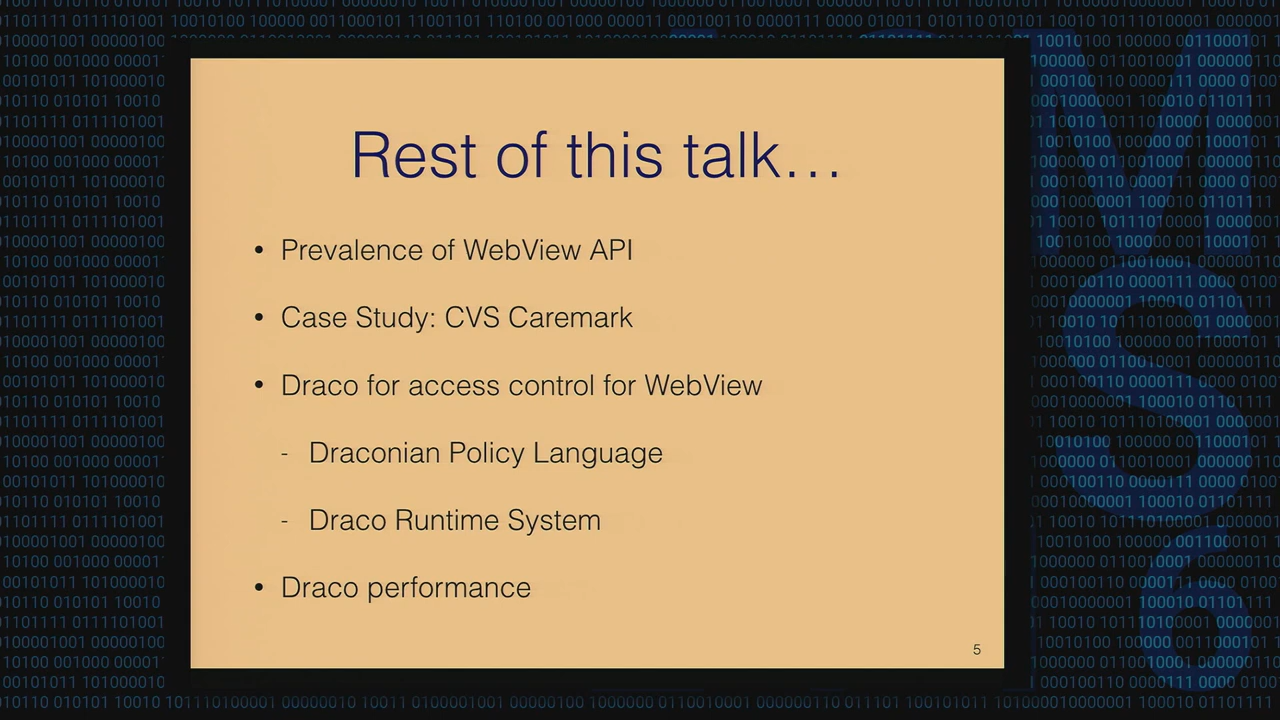 Rest of this talk…
• Prevalence of WebView API
• Case Study: CVS Caremark
• Draco for access control for WebView
- Draconian Policy Language
- Draco Runtime System
• Draco performance
5